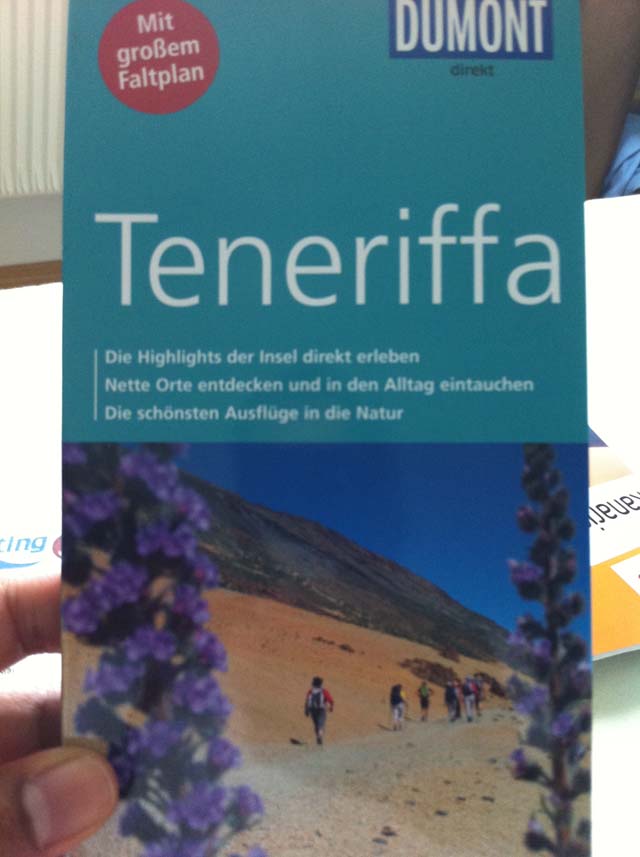 Mit
großem
Faltplan
DUMONT
direkt
Teneriffa
Die Highlights der Insel direkt erleben
Nette Orte entdecken und in den Alltag eintauchen
Die schönsten Ausflüge in die Natur
ting